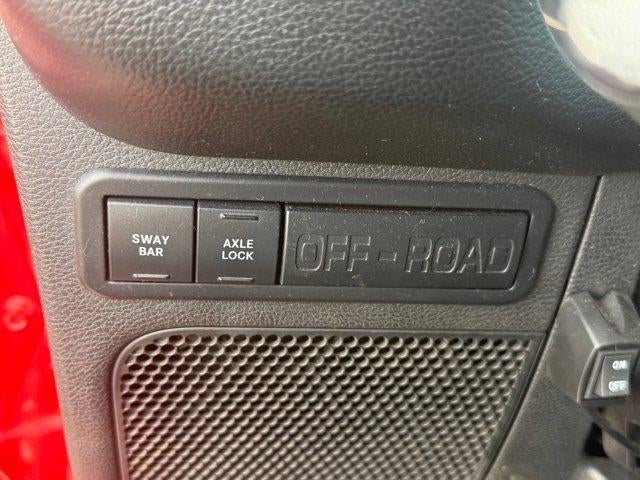 SWAY
BAR
AXLE
LOCK
OFF - ROAD
ON
OFF